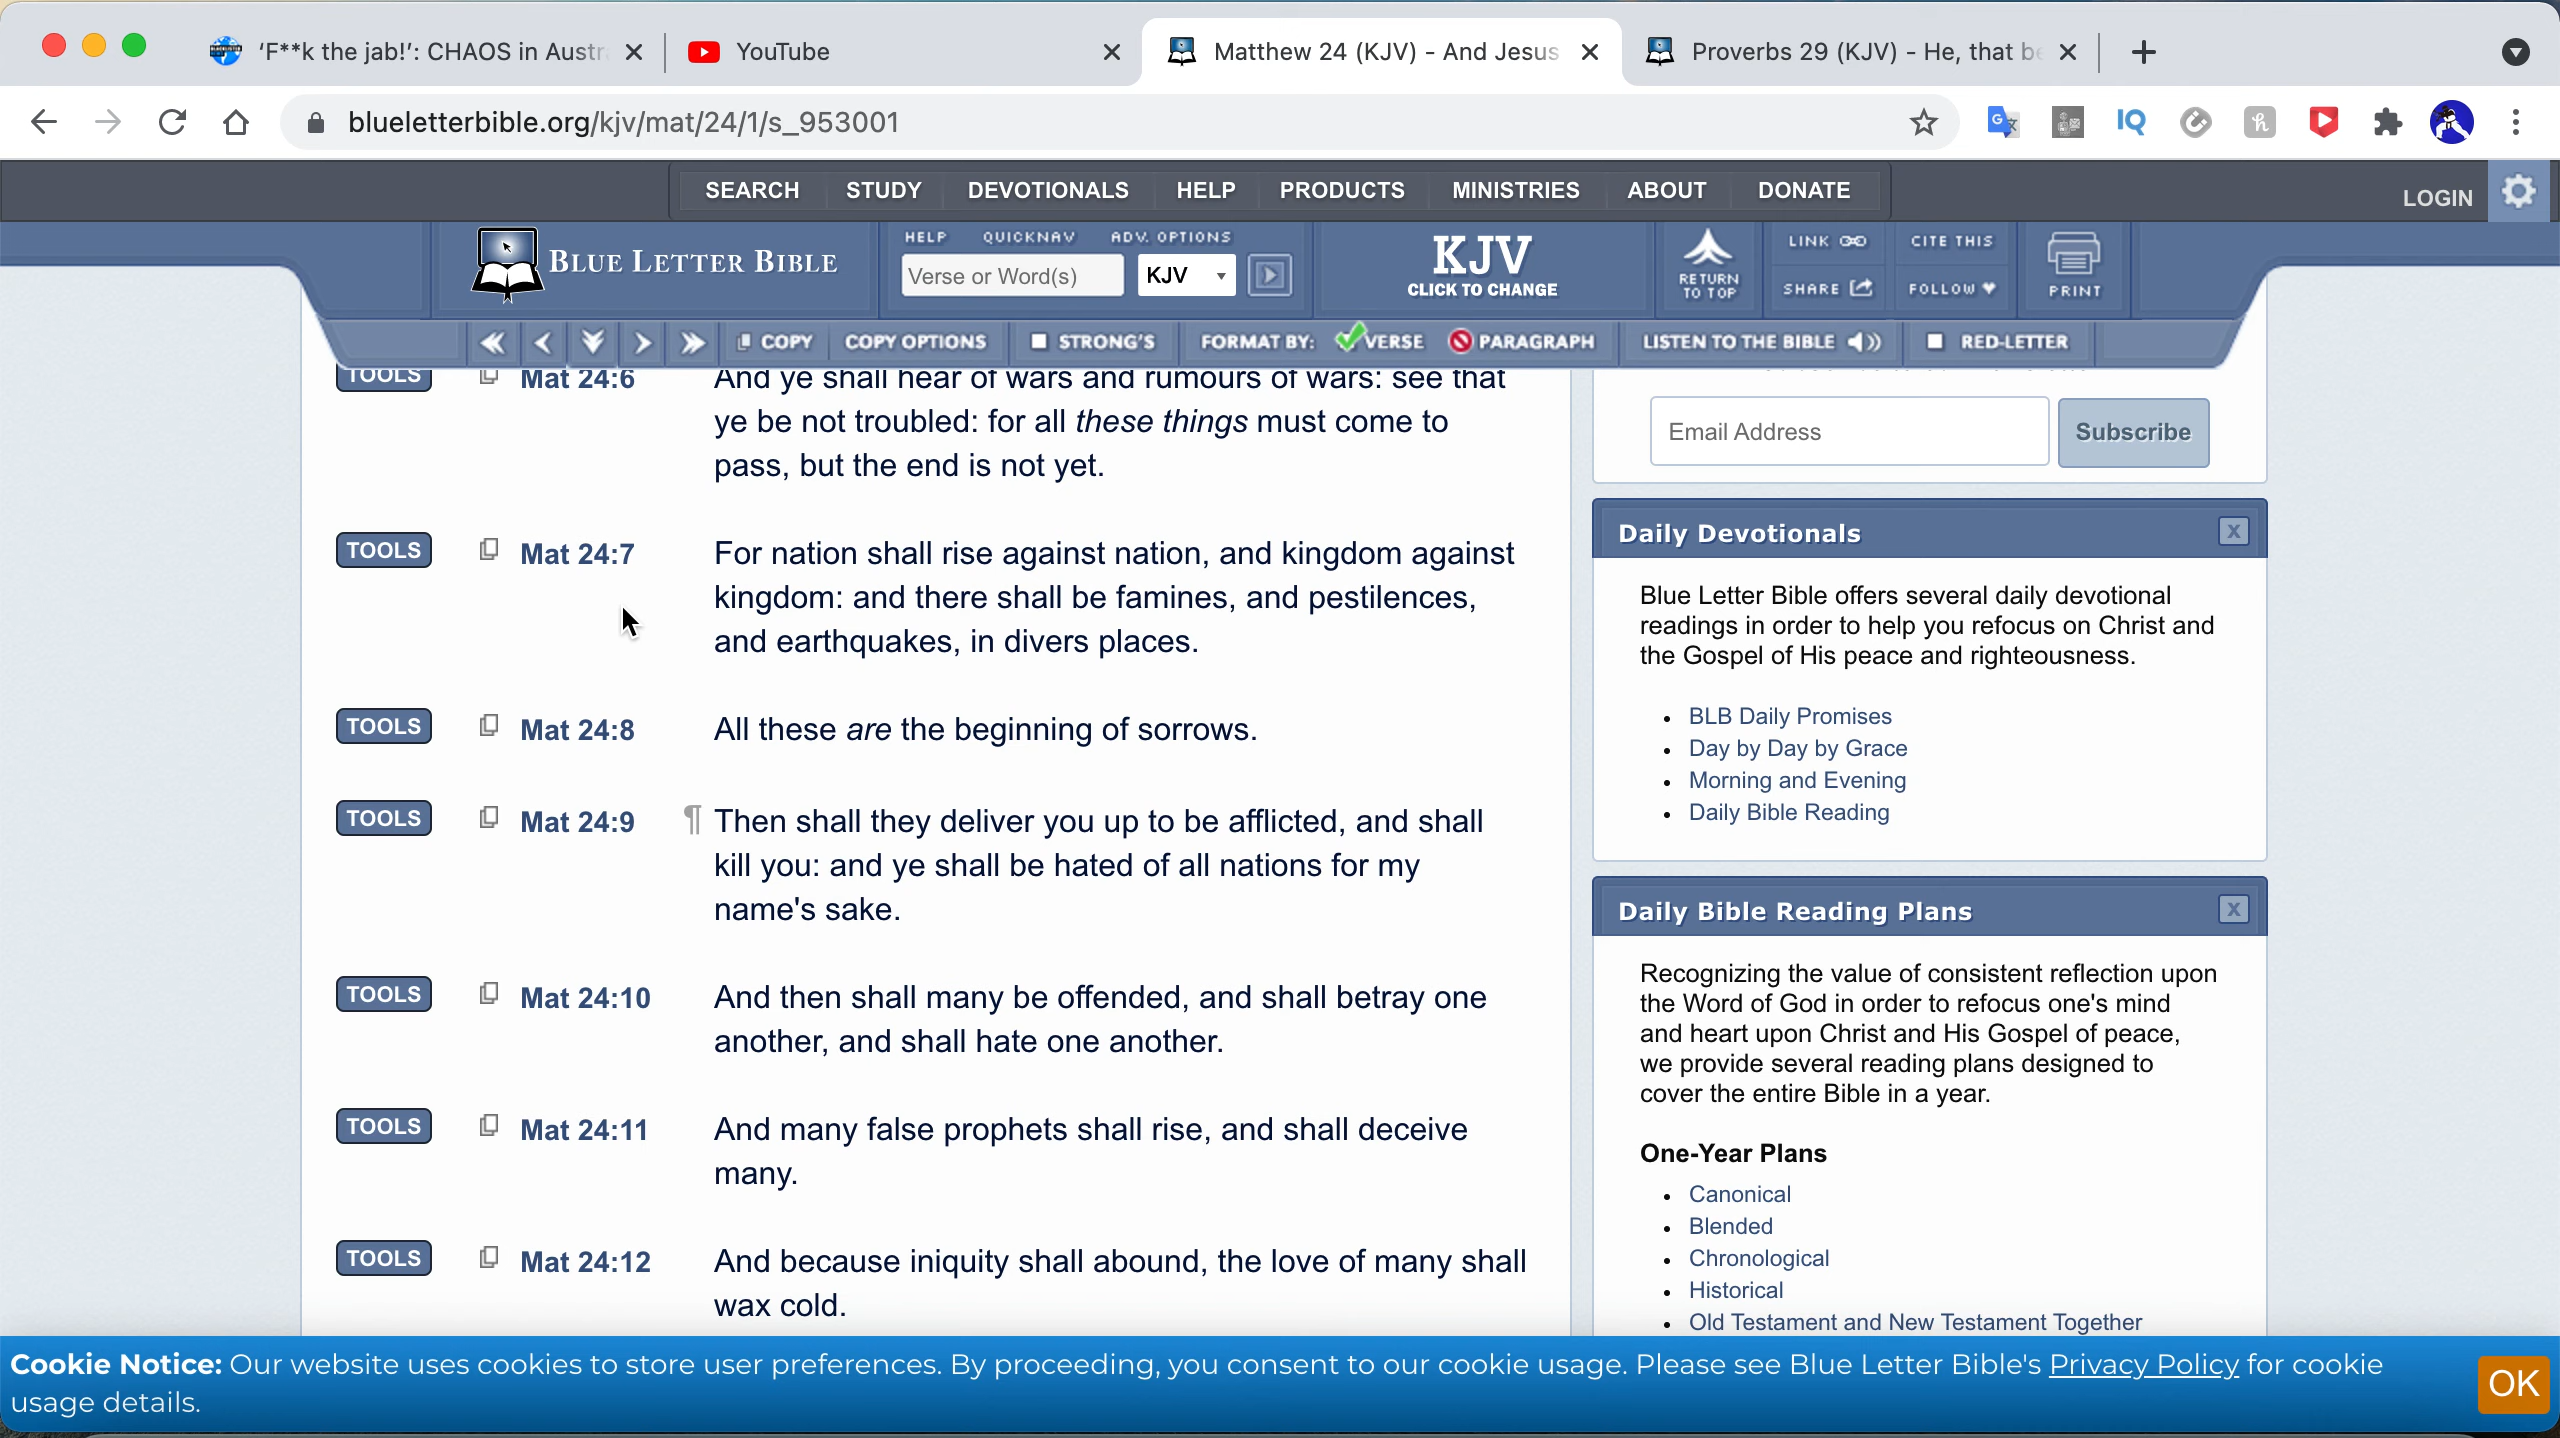 'F**k the jab!': CHAOS in Austr
YouTube
Matthew 24 (KJV) - And Jesus
Proverbs 29 (KJV) - He, that be
blueletterbible.org/kjv/mat/24/1/s_953001
IQ
SEARCH STUDY DEVOTIONALS HELP PRODUCTS MINISTRIES ABOUT DONATE
LOGIN
BLUE LETTER BIBLE
HELP QUICKNAV ADV. OPTIONS
Verse or Word(s) KJV
KJV
CLICK TO CHANGE
RETURN
TO TOP
LINK CITE THIS
SHARE FOLLOW
PRINT
COPY COPY OPTIONS STRONG'S FORMAT BY: VERSE PARAGRAPH LISTEN TO THE BIBLE RED-LETTER
TOOLS Mat 24:6 And ye shall hear of wars and rumours of wars: see that
ye be not troubled: for all these things must come to
pass, but the end is not yet.
TOOLS Mat 24:7 For nation shall rise against nation, and kingdom against
kingdom: and there shall be famines, and pestilences,
and earthquakes, in divers places.
TOOLS Mat 24:8 All these are the beginning of sorrows.
TOOLS Mat 24:9 ¶ Then shall they deliver you up to be afflicted, and shall
kill you: and ye shall be hated of all nations for my
name's sake.
TOOLS Mat 24:10 And then shall many be offended, and shall betray one
another, and shall hate one another.
TOOLS Mat 24:11 And many false prophets shall rise, and shall deceive
many.
TOOLS Mat 24:12 And because iniquity shall abound, the love of many shall
wax cold.
Email Address Subscribe
Daily Devotionals x
Blue Letter Bible offers several daily devotional
readings in order to help you refocus on Christ and
the Gospel of His peace and righteousness.
• BLB Daily Promises
• Day by Day by Grace
• Morning and Evening
• Daily Bible Reading
Daily Bible Reading Plans x
Recognizing the value of consistent reflection upon
the Word of God in order to refocus one's mind
and heart upon Christ and His Gospel of peace,
we provide several reading plans designed to
cover the entire Bible in a year.
One-Year Plans
• Canonical
• Blended
• Chronological
• Historical
• Old Testament and New Testament Together
Cookie Notice: Our website uses cookies to store user preferences. By proceeding, you consent to our cookie usage. Please see Blue Letter Bible's Privacy Policy for cookie
usage details.
OK